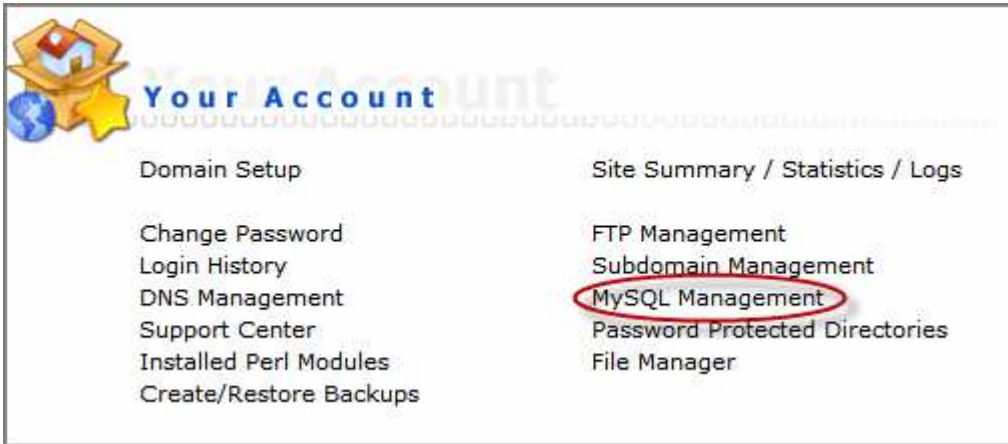 Your Account
Domain Setup
Site Summary / Statistics / Logs
Change Password
FTP Management
Login History
Subdomain Management
DNS Management
MySQL Management
Support Center
Password Protected Directories
Installed Perl Modules
File Manager
Create/Restore Backups